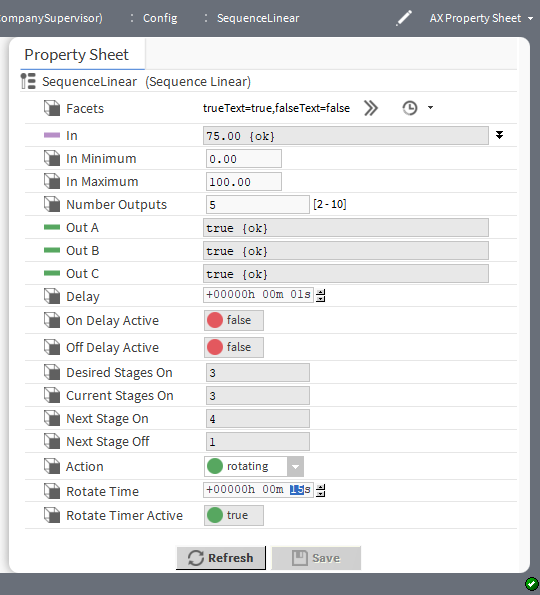 ompanySupervisor) : Config : SequenceLinear AX Property Sheet
Property Sheet
SequenceLinear (Sequence Linear)
Facets trueText=true,falseText=false
In 75.00 {ok}
In Minimum 0.00
In Maximum 100.00
Number Outputs 5 [2 - 10]
Out A true {ok}
Out B true {ok}
Out C true {ok}
Delay +00000h 00m 01s
On Delay Active false
Off Delay Active false
Desired Stages On 3
Current Stages On 3
Next Stage On 4
Next Stage Off 1
Action rotating
Rotate Time +00000h 00m 15s
Rotate Timer Active true
Refresh Save